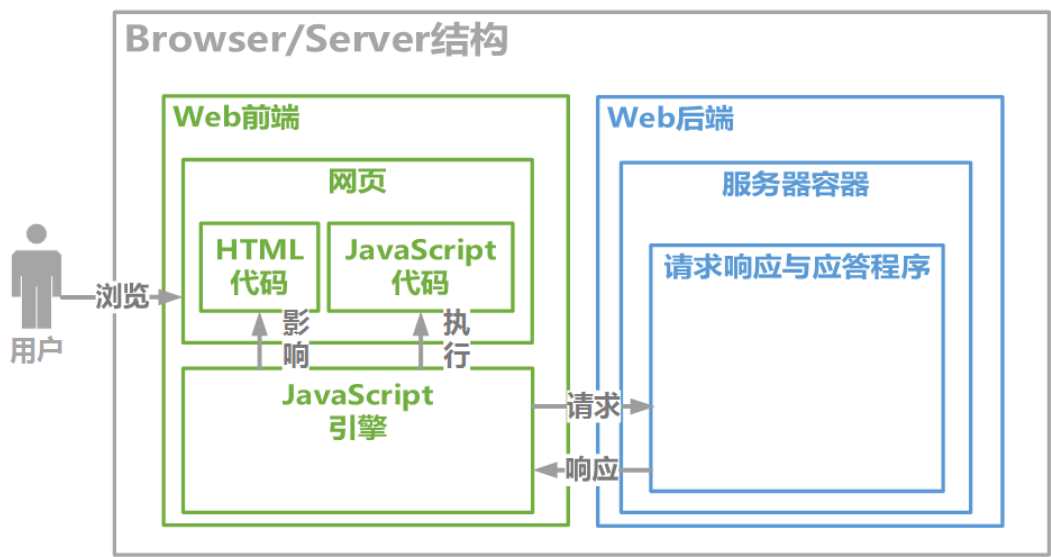 Browser/Server结构
Web前端
Web后端
网页
服务器容器
HTML
代码
JavaScript
代码
请求响应与应答程序
浏览
用户
影
响
执
行
JavaScript
引擎
请求
响应